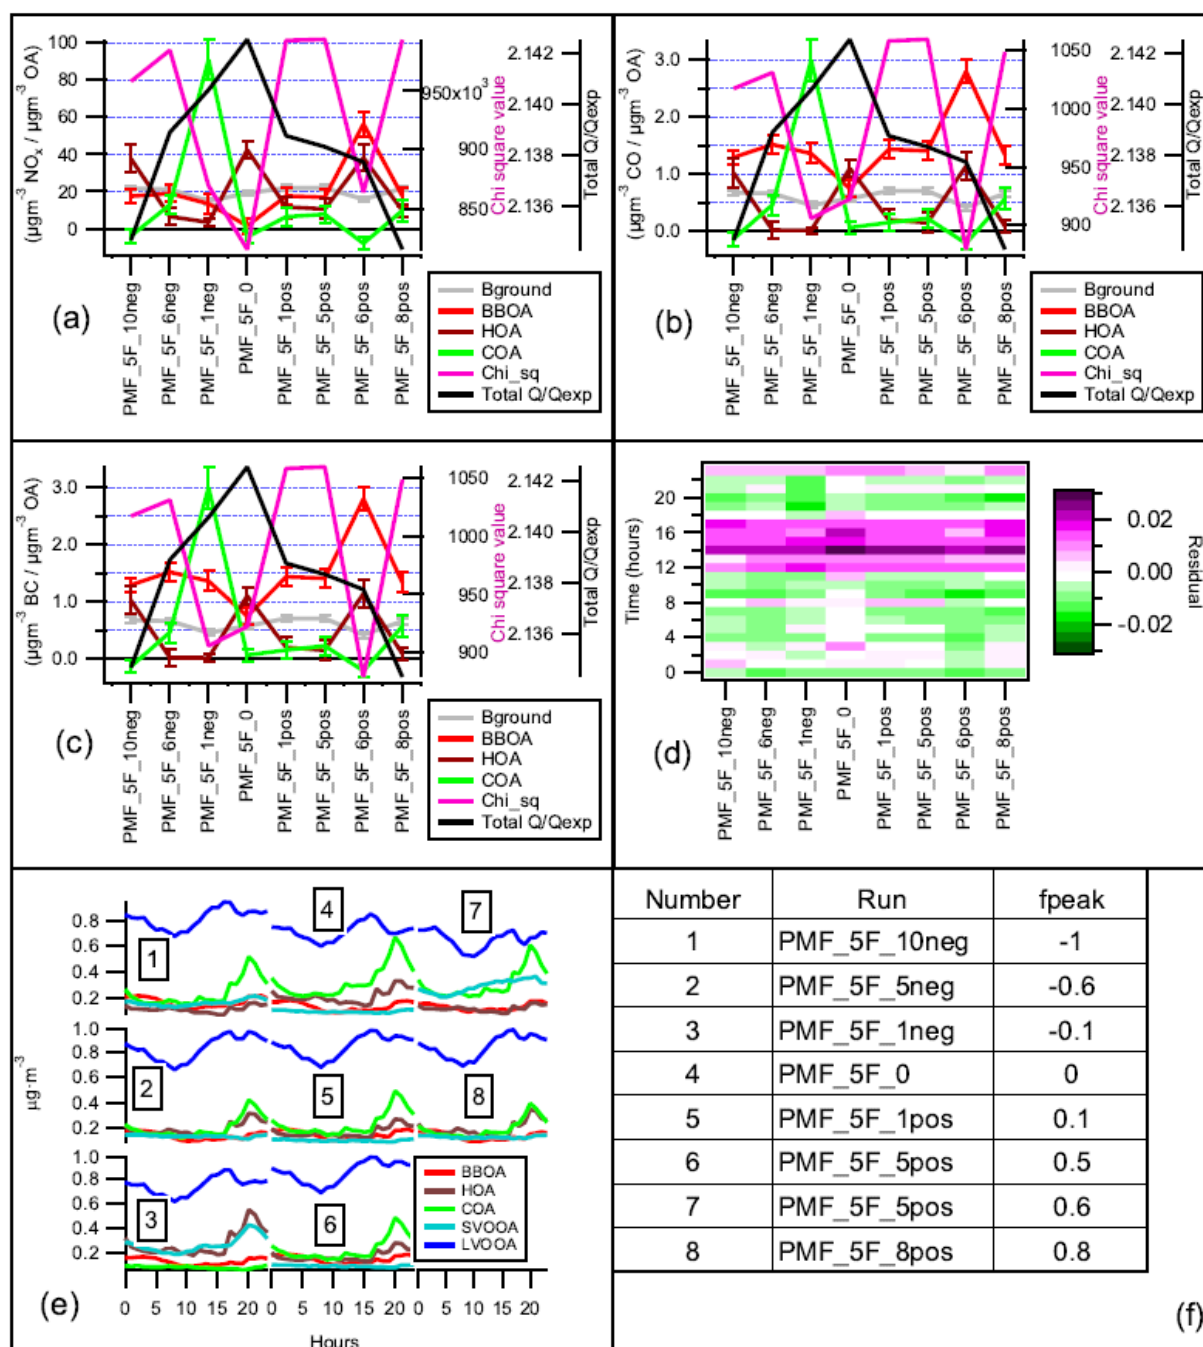 100
80
60
40
20
0
(µgm⁻³ NOₓ / µgm⁻³ OA)
950x10³
900
850
Chi square value
2.142
2.140
2.138
2.136
Total Q/Qexp
PMF_5F_10neg
PMF_5F_6neg
PMF_5F_1neg
PMF_5F_0
PMF_5F_1pos
PMF_5F_5pos
PMF_5F_6pos
PMF_5F_8pos
(a)
Bground
BBOA
HOA
COA
Chi_sq
Total Q/Qexp
3.0
2.0
1.0
0.0
(µgm⁻³ CO / µgm⁻³ OA)
1050
1000
950
900
Chi square value
2.142
2.140
2.138
2.136
Total Q/Qexp
PMF_5F_10neg
PMF_5F_6neg
PMF_5F_1neg
PMF_5F_0
PMF_5F_1pos
PMF_5F_5pos
PMF_5F_6pos
PMF_5F_8pos
(b)
Bground
BBOA
HOA
COA
Chi_sq
Total Q/Qexp
3.0
2.0
1.0
0.0
(µgm⁻³ BC / µgm⁻³ OA)
1050
1000
950
900
Chi square value
2.142
2.140
2.138
2.136
Total Q/Qexp
PMF_5F_10neg
PMF_5F_6neg
PMF_5F_1neg
PMF_5F_0
PMF_5F_1pos
PMF_5F_5pos
PMF_5F_6pos
PMF_5F_8pos
(c)
Bground
BBOA
HOA
COA
Chi_sq
Total Q/Qexp
20
16
12
8
4
0
Time (hours)
0.02
0.00
-0.02
Residual
PMF_5F_10neg
PMF_5F_6neg
PMF_5F_1neg
PMF_5F_0
PMF_5F_1pos
PMF_5F_5pos
PMF_5F_6pos
PMF_5F_8pos
(d)
0.8
0.6
0.4
0.2
1 4 7
1.0
0.8
0.6
0.4
0.2
2 5 8
1.0
0.8
0.6
0.4
0.2
3 6
µg·m⁻³
BBOA
HOA
COA
SVOOA
LVOOA
0 5 10 15 20 0 5 10 15 20 0 5 10 15 20
Hours
(e)
Number Run fpeak
1 PMF_5F_10neg -1
2 PMF_5F_5neg -0.6
3 PMF_5F_1neg -0.1
4 PMF_5F_0 0
5 PMF_5F_1pos 0.1
6 PMF_5F_5pos 0.5
7 PMF_5F_5pos 0.6
8 PMF_5F_8pos 0.8
(f)